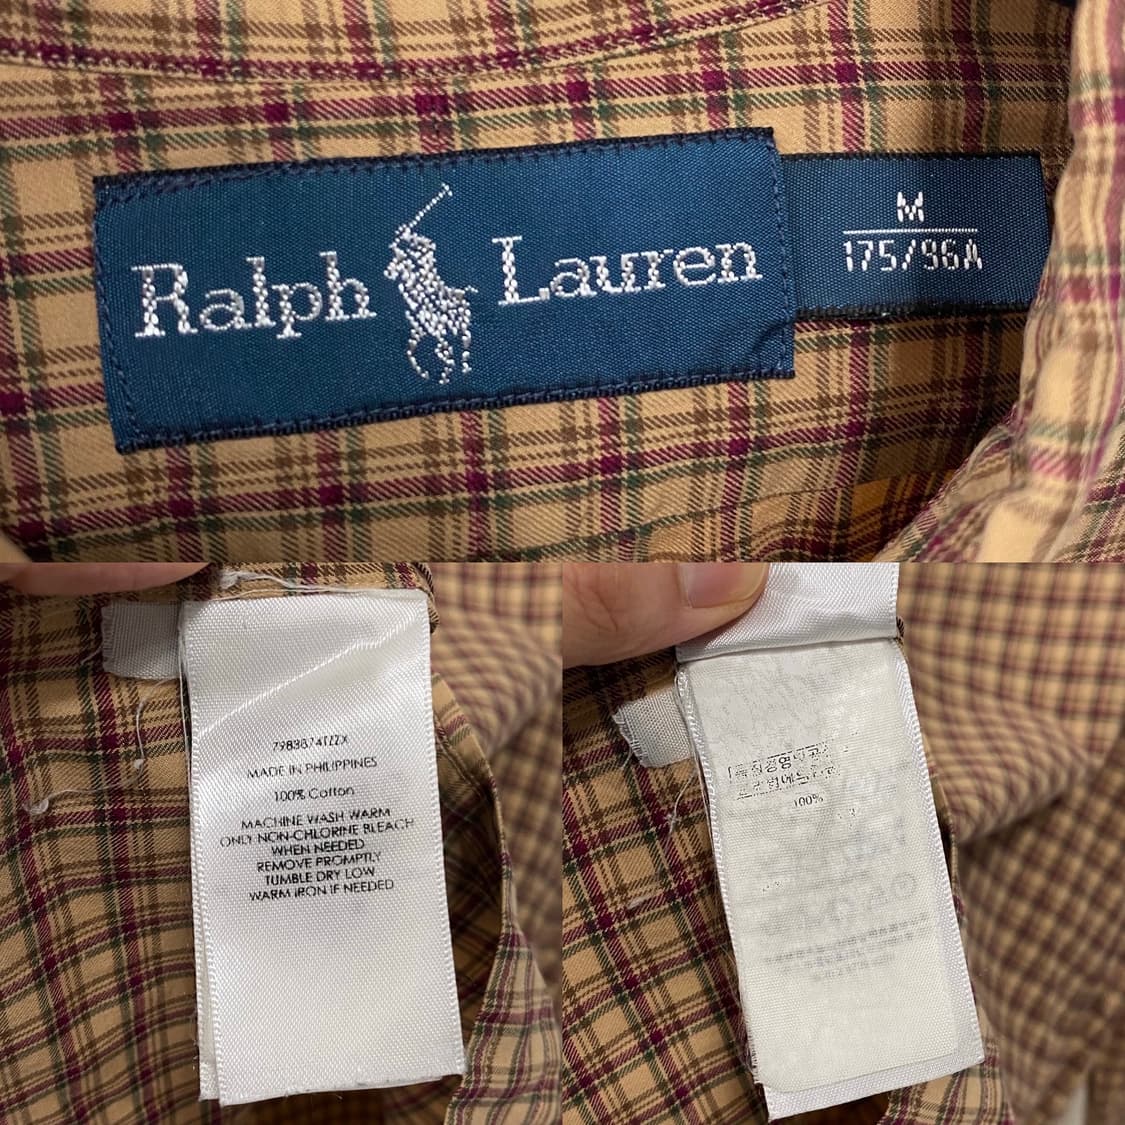 Ralph Lauren
M
175/96A
MADE IN PHILIPPINES
100% Cotton
MACHINE WASH WARM
ONLY NON-CHLORINE BLEACH
WHEN NEEDED
REMOVE PROMPTLY
TUMBLE DRY LOW
WARM IRON IF NEEDED
100%